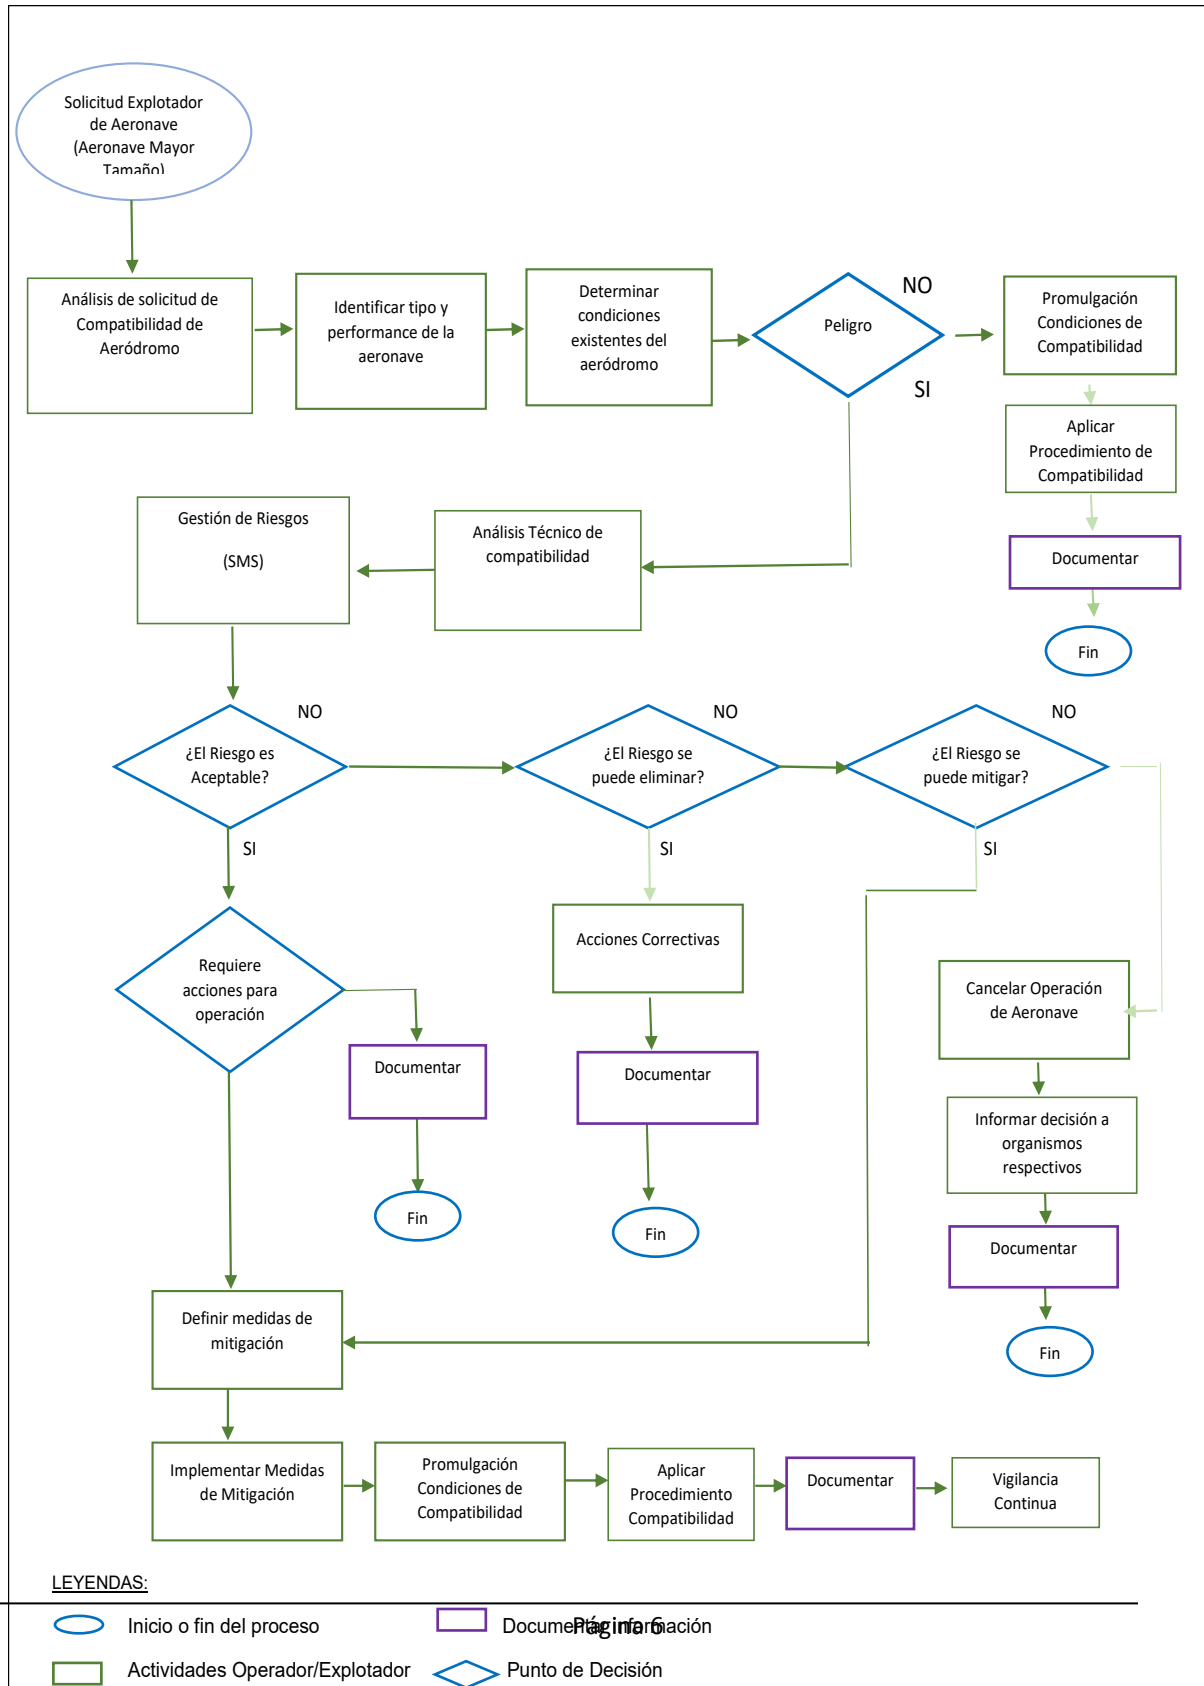 Solicitud Explotador
de Aeronave
(Aeronave Mayor
Tamaño)
Análisis de solicitud de
Compatibilidad de
Aeródromo
Identificar tipo y
performance de la
aeronave
Determinar
condiciones
existentes del
aeródromo
Peligro
NO
SI
Promulgación
Condiciones de
Compatibilidad
Aplicar
Procedimiento de
Compatibilidad
Documentar
Fin
Análisis Técnico de
compatibilidad
Gestión de Riesgos
(SMS)
¿El Riesgo es
Aceptable?
NO
SI
¿El Riesgo se
puede eliminar?
NO
SI
¿El Riesgo se
puede mitigar?
NO
SI
Requiere
acciones para
operación
Documentar
Fin
Acciones Correctivas
Documentar
Fin
Cancelar Operación
de Aeronave
Informar decisión a
organismos
respectivos
Documentar
Fin
Definir medidas de
mitigación
Implementar Medidas
de Mitigación
Promulgación
Condiciones de
Compatibilidad
Aplicar
Procedimiento
Compatibilidad
Documentar
Vigilancia
Continua
LEYENDAS:
Inicio o fin del proceso
Documentar información
Página 6
Actividades Operador/Explotador
Punto de Decisión